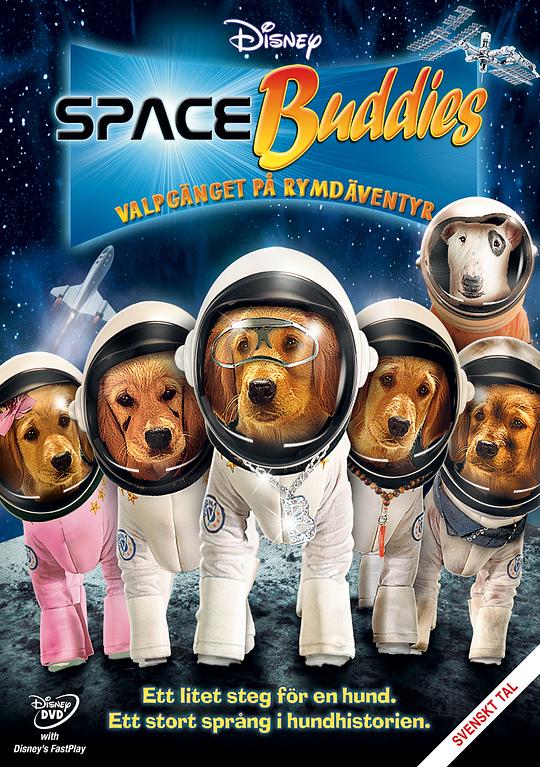 Disney
SPACE Buddies
VALPGÄNGET PÅ RYMDÄVENTYR
Ett litet steg för en hund.
Ett stort språng i hundhistorien.
SVENSKT TAL
Disney
DVD
with
Disney's FastPlay